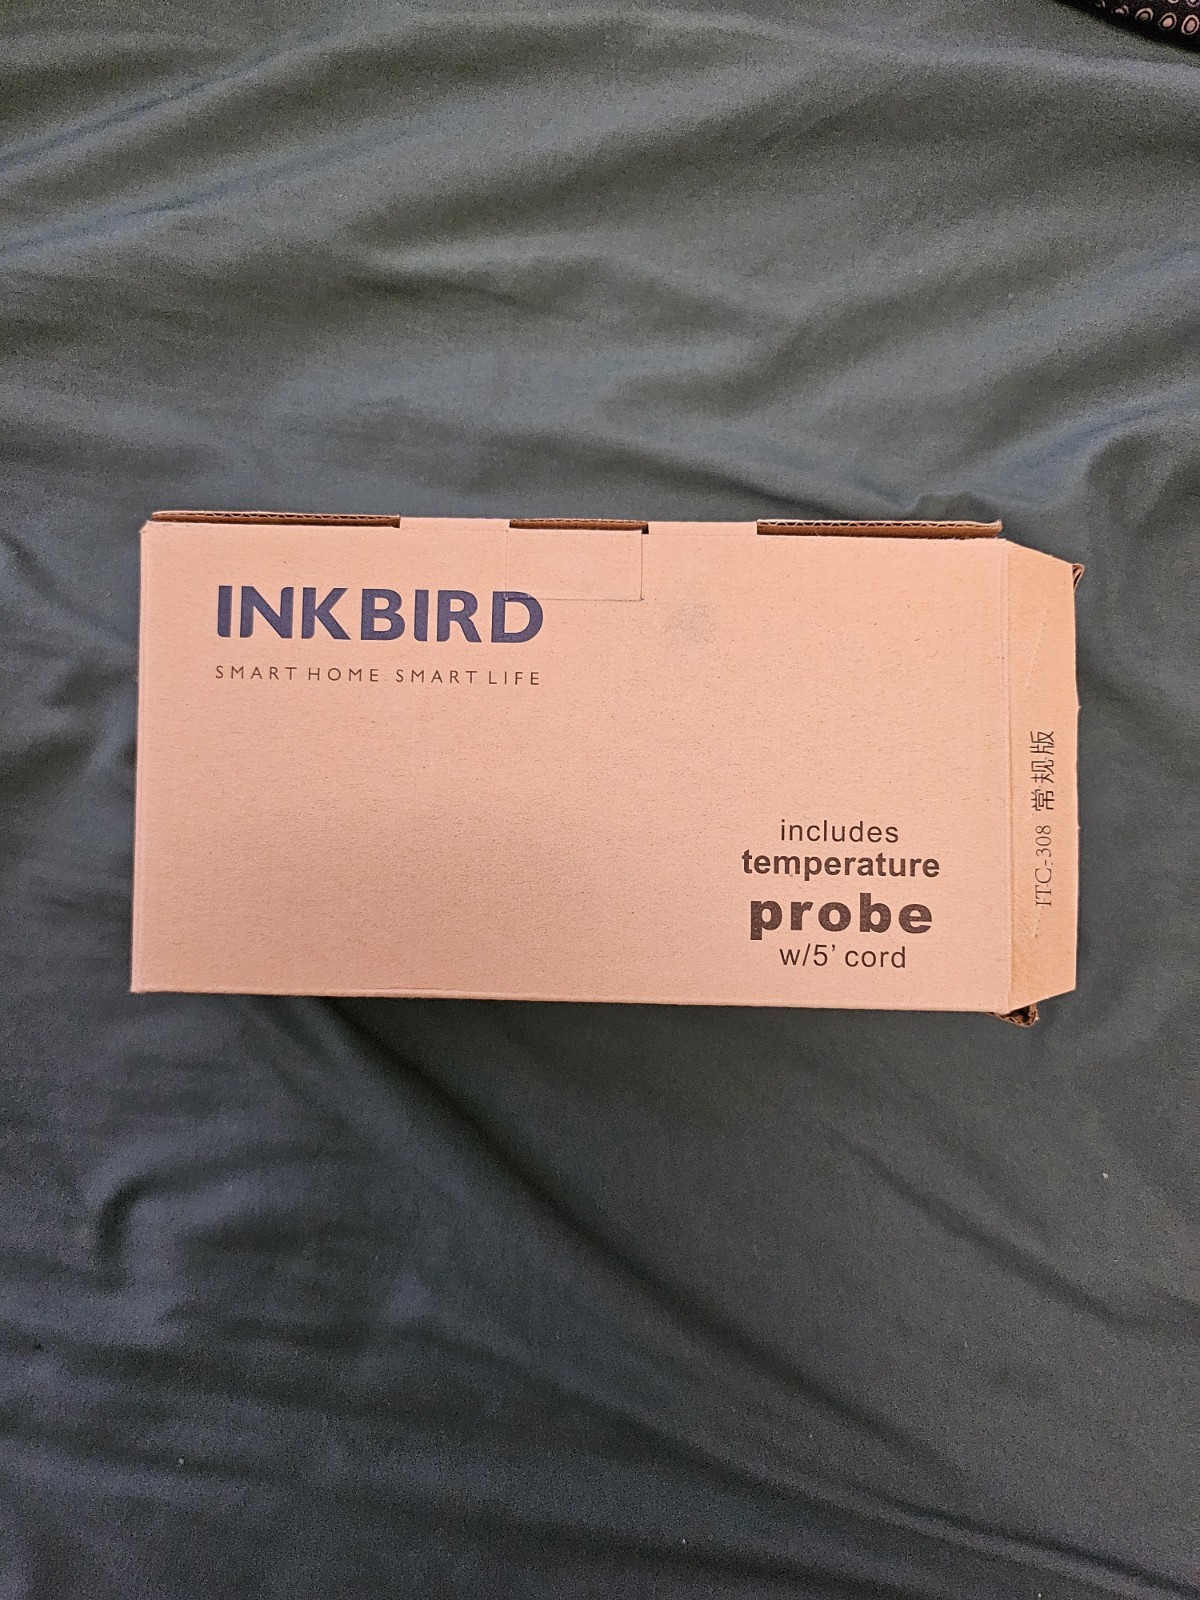 INKBIRD
SMART HOME SMART LIFE
includes
temperature
probe
w/5' cord
ITC-308 常规版